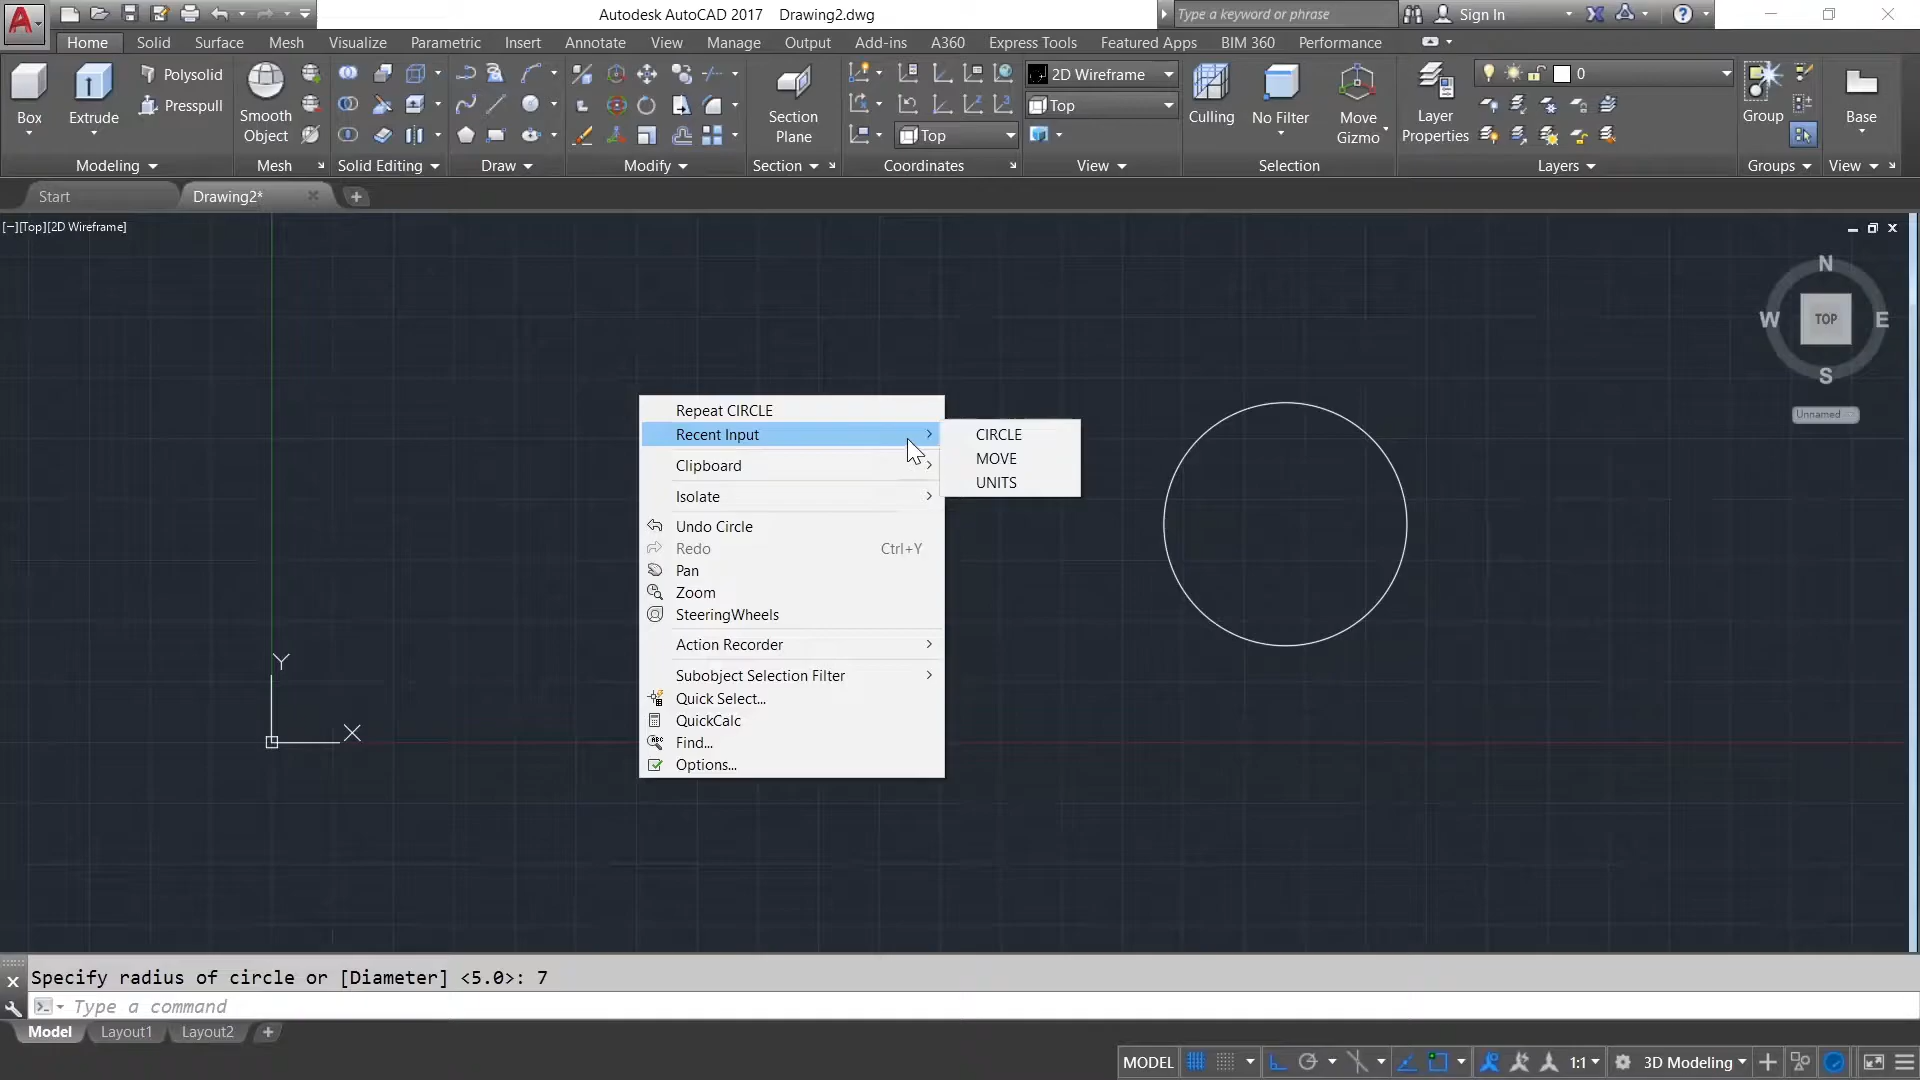 Autodesk AutoCAD 2017 Drawing2.dwg
Type a keyword or phrase
Sign In
Home Solid Surface Mesh Visualize Parametric Insert Annotate View Manage Output Add-ins A360 Express Tools Featured Apps BIM 360 Performance
Box
Extrude
Polysolid
Presspull
Smooth
Object
Section
Plane
Top
2D Wireframe
Top
Culling
No Filter
Move
Gizmo
Layer
Properties
0
Group
Base
Modeling Mesh Solid Editing Draw Modify Section Coordinates View Selection Layers Groups View
Start Drawing2*
[−][Top][2D Wireframe]
N
W TOP E
S
Unnamed
Repeat CIRCLE
Recent Input
Clipboard
Isolate
Undo Circle
Redo Ctrl+Y
Pan
Zoom
SteeringWheels
Action Recorder
Subobject Selection Filter
Quick Select...
QuickCalc
Find...
Options...
CIRCLE
MOVE
UNITS
Y
X
Specify radius of circle or [Diameter] <5.0>: 7
Type a command
Model Layout1 Layout2
MODEL 1:1 3D Modeling